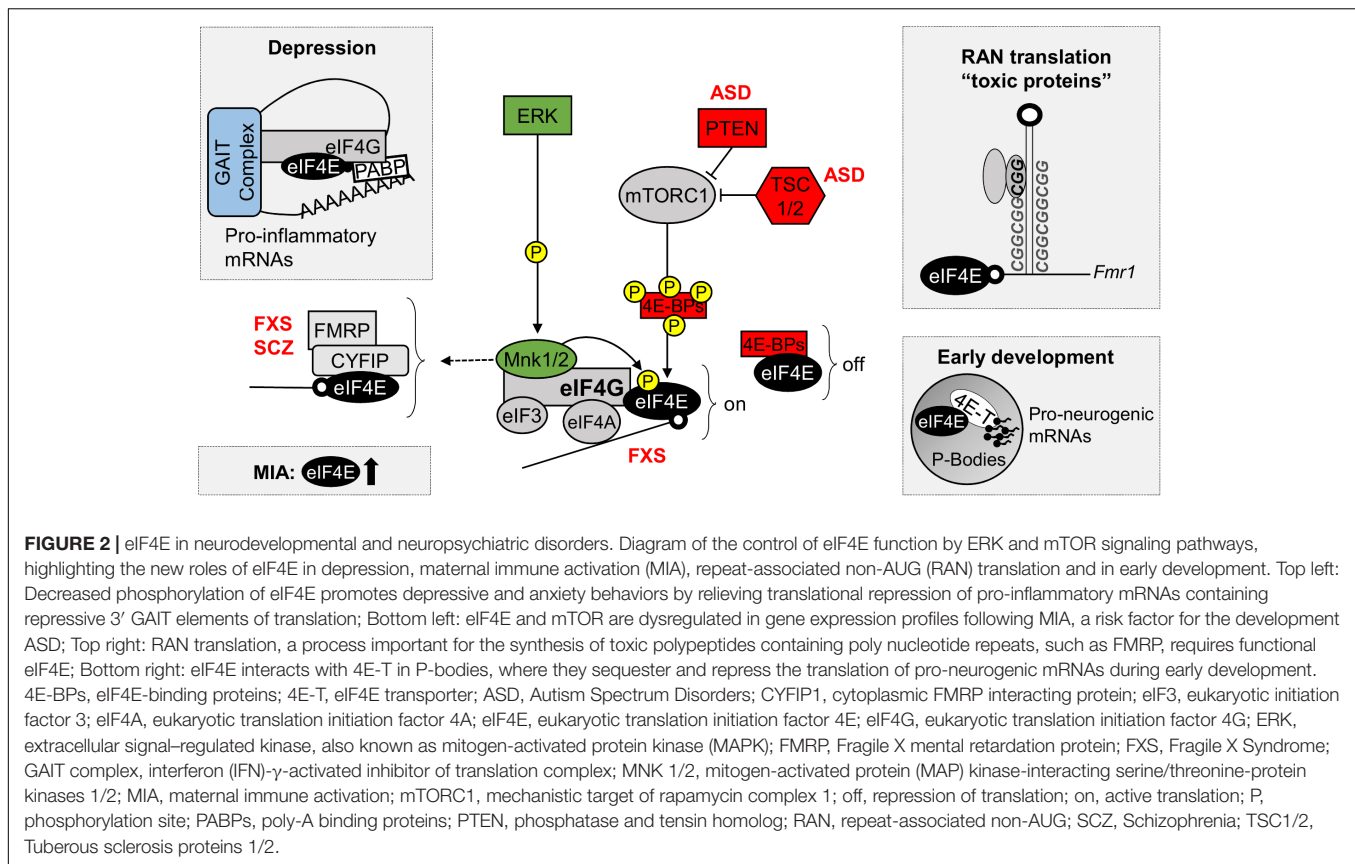 Depression
GAIT
Complex
eIF4G
eIF4E
PABP
AAAAAAAAA
Pro-inflammatory
mRNAs
FXS
SCZ
FMRP
CYFIP
eIF4E
MIA: eIF4E
ERK
P
Mnk1/2
eIF4G
eIF3
eIF4A
P
eIF4E
on
FXS
ASD
PTEN
mTORC1
TSC
1/2
ASD
P
P
P
4E-BPs
P
4E-BPs
eIF4E
off
RAN translation
“toxic proteins”
CGGCGGCGG
CGGCGGCGG
eIF4E
Fmr1
Early development
4E-T
eIF4E
P-Bodies
Pro-neurogenic
mRNAs
FIGURE 2 | eIF4E in neurodevelopmental and neuropsychiatric disorders. Diagram of the control of eIF4E function by ERK and mTOR signaling pathways,
highlighting the new roles of eIF4E in depression, maternal immune activation (MIA), repeat-associated non-AUG (RAN) translation and in early development. Top left:
Decreased phosphorylation of eIF4E promotes depressive and anxiety behaviors by relieving translational repression of pro-inflammatory mRNAs containing
repressive 3′ GAIT elements of translation; Bottom left: eIF4E and mTOR are dysregulated in gene expression profiles following MIA, a risk factor for the development
ASD; Top right: RAN translation, a process important for the synthesis of toxic polypeptides containing poly nucleotide repeats, such as FMRP, requires functional
eIF4E; Bottom right: eIF4E interacts with 4E-T in P-bodies, where they sequester and repress the translation of pro-neurogenic mRNAs during early development.
4E-BPs, eIF4E-binding proteins; 4E-T, eIF4E transporter; ASD, Autism Spectrum Disorders; CYFIP1, cytoplasmic FMRP interacting protein; eIF3, eukaryotic initiation
factor 3; eIF4A, eukaryotic translation initiation factor 4A; eIF4E, eukaryotic translation initiation factor 4E; eIF4G, eukaryotic translation initiation factor 4G; ERK,
extracellular signal–regulated kinase, also known as mitogen-activated protein kinase (MAPK); FMRP, Fragile X mental retardation protein; FXS, Fragile X Syndrome;
GAIT complex, interferon (IFN)-γ-activated inhibitor of translation complex; MNK 1/2, mitogen-activated protein (MAP) kinase-interacting serine/threonine-protein
kinases 1/2; MIA, maternal immune activation; mTORC1, mechanistic target of rapamycin complex 1; off, repression of translation; on, active translation; P,
phosphorylation site; PABPs, poly-A binding proteins; PTEN, phosphatase and tensin homolog; RAN, repeat-associated non-AUG; SCZ, Schizophrenia; TSC1/2,
Tuberous sclerosis proteins 1/2.